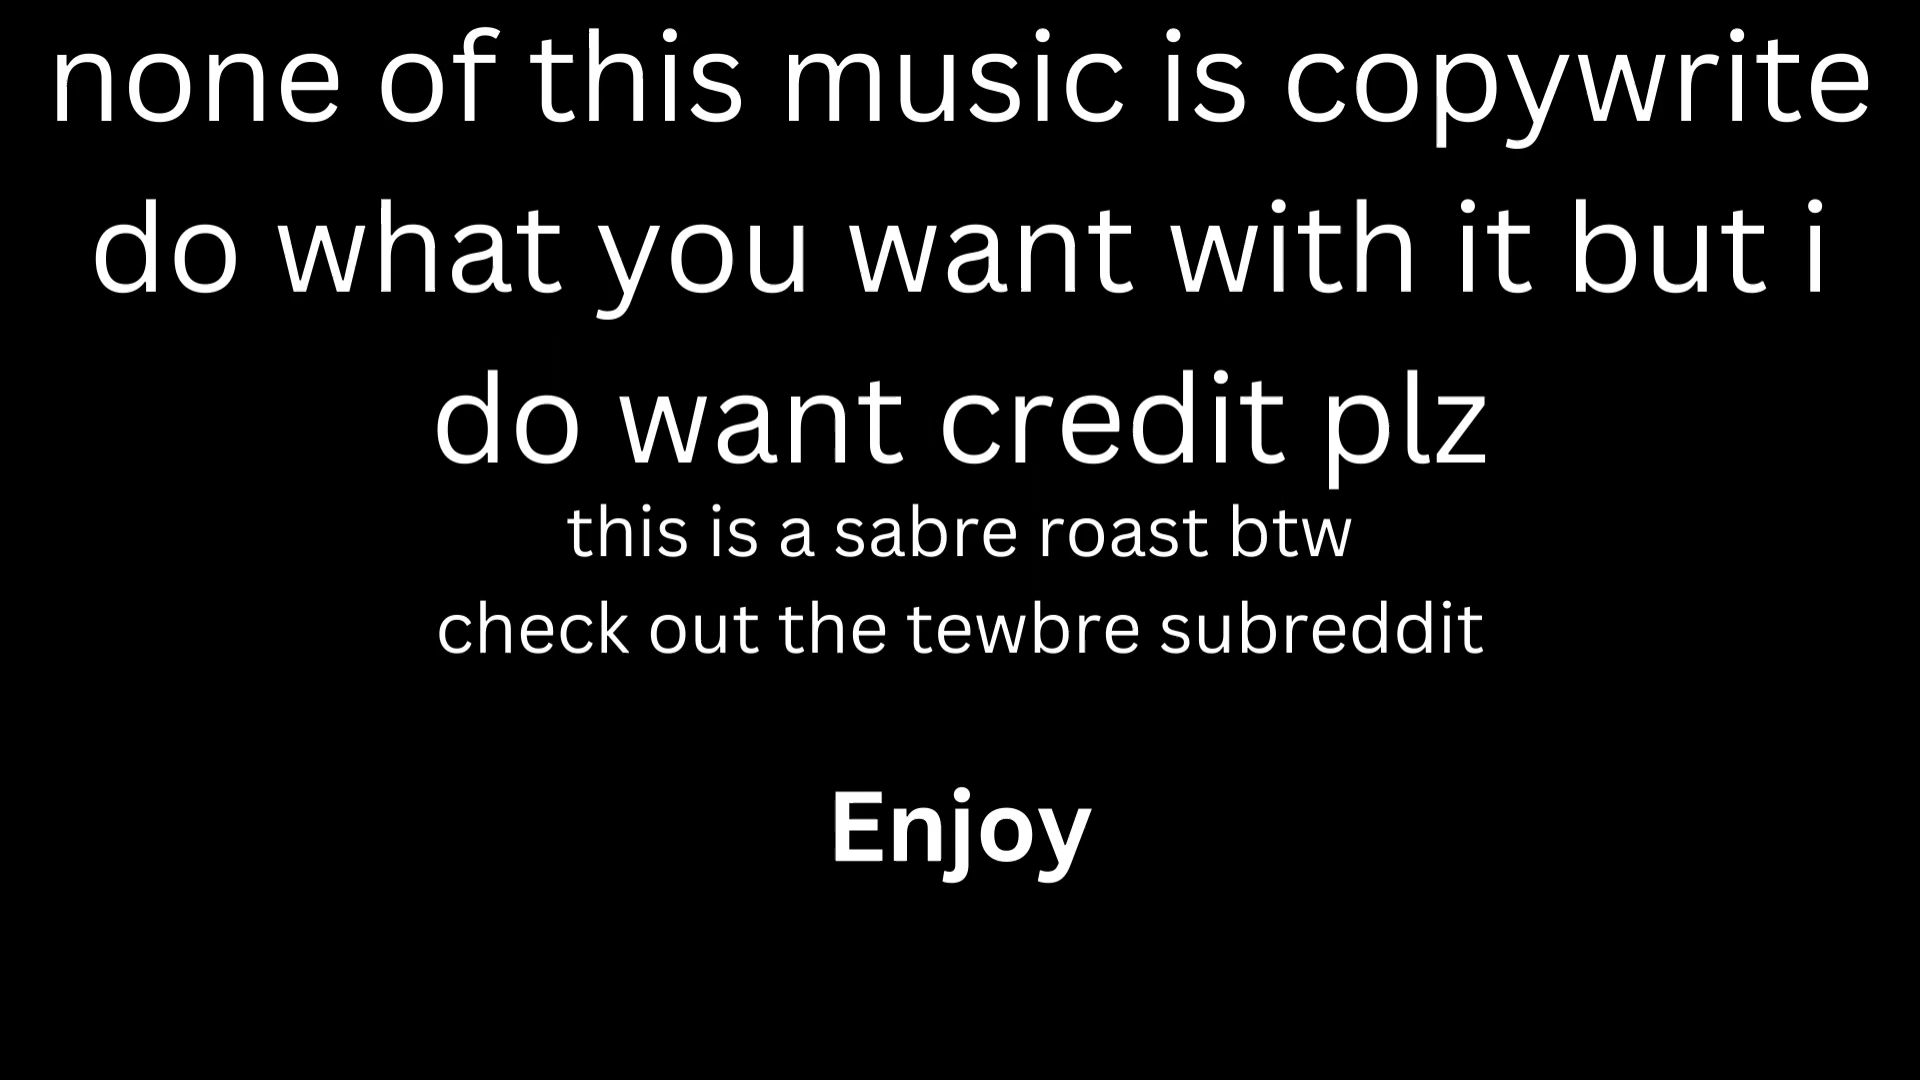 none of this music is copywrite
do what you want with it but i
do want credit plz
this is a sabre roast btw
check out the tewbre subreddit
Enjoy